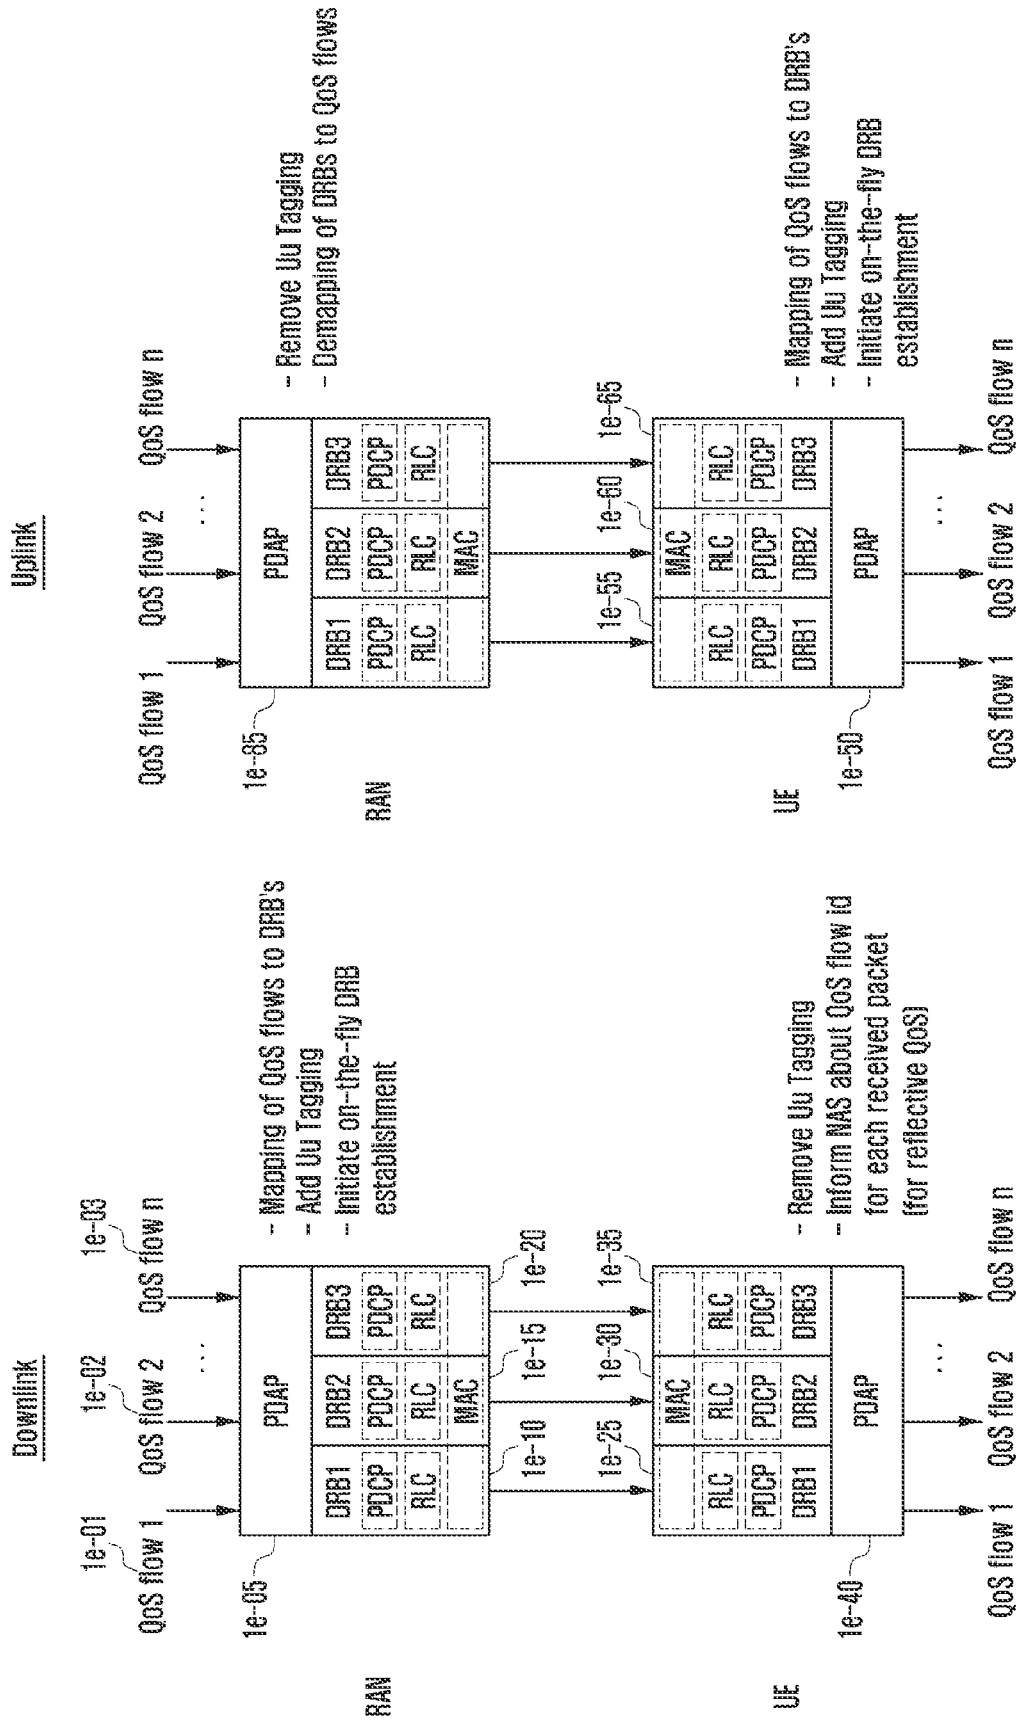 Downlink
1e-01
1e-02
1e-03
QoS flow 1
QoS flow 2
...
QoS flow n
1e-05
PDAP
DRB1
DRB2
DRB3
PDCP
PDCP
PDCP
RLC
RLC
RLC
MAC
RAN
- Mapping of QoS flows to DRB's
- Add Uu Tagging
- Initiate on-the-fly DRB
establishment
1e-10
1e-15
1e-20
1e-25
1e-30
1e-35
MAC
RLC
RLC
RLC
PDCP
PDCP
PDCP
DRB1
DRB2
DRB3
PDAP
UE
1e-40
- Remove Uu Tagging
- Inform NAS about QoS flow id
for each received packet
(for reflective QoS)
QoS flow 1
QoS flow 2
...
QoS flow n
Uplink
QoS flow 1
QoS flow 2
...
QoS flow n
1e-85
PDAP
DRB1
DRB2
DRB3
PDCP
PDCP
PDCP
RLC
RLC
RLC
MAC
RAN
- Remove Uu Tagging
- Demapping of DRBs to QoS flows
1e-55
1e-60
1e-65
MAC
RLC
RLC
RLC
PDCP
PDCP
PDCP
DRB1
DRB2
DRB3
PDAP
UE
1e-50
- Mapping of QoS flows to DRB's
- Add Uu Tagging
- Initiate on-the-fly DRB
establishment
QoS flow 1
QoS flow 2
...
QoS flow n